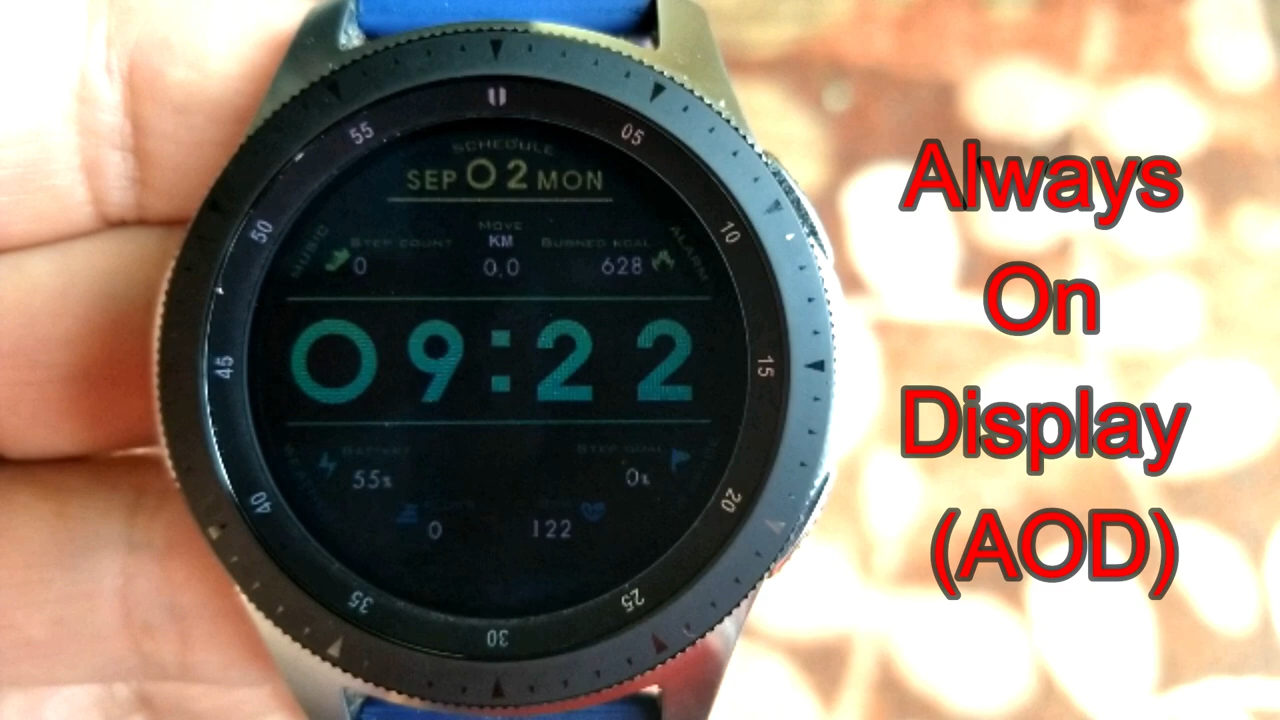 SCHEDULE
SEP 02 MON
MUSIC
STEP COUNT
0
MOVE
KM
0.0
BURNED KCAL
628
ALARM
09:22
BATTERY
55%
STEP GOAL
0%
0
122
05
10
15
20
25
30
35
40
45
50
55
Always
On
Display
(AOD)